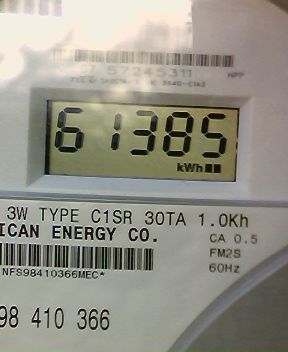 57245311
61385
kWh
3W TYPE C1SR 30TA 1.0Kh
ICAN ENERGY CO.
CA 0.5
FM2S
NFS98410366MEC*
60Hz
98 410 366